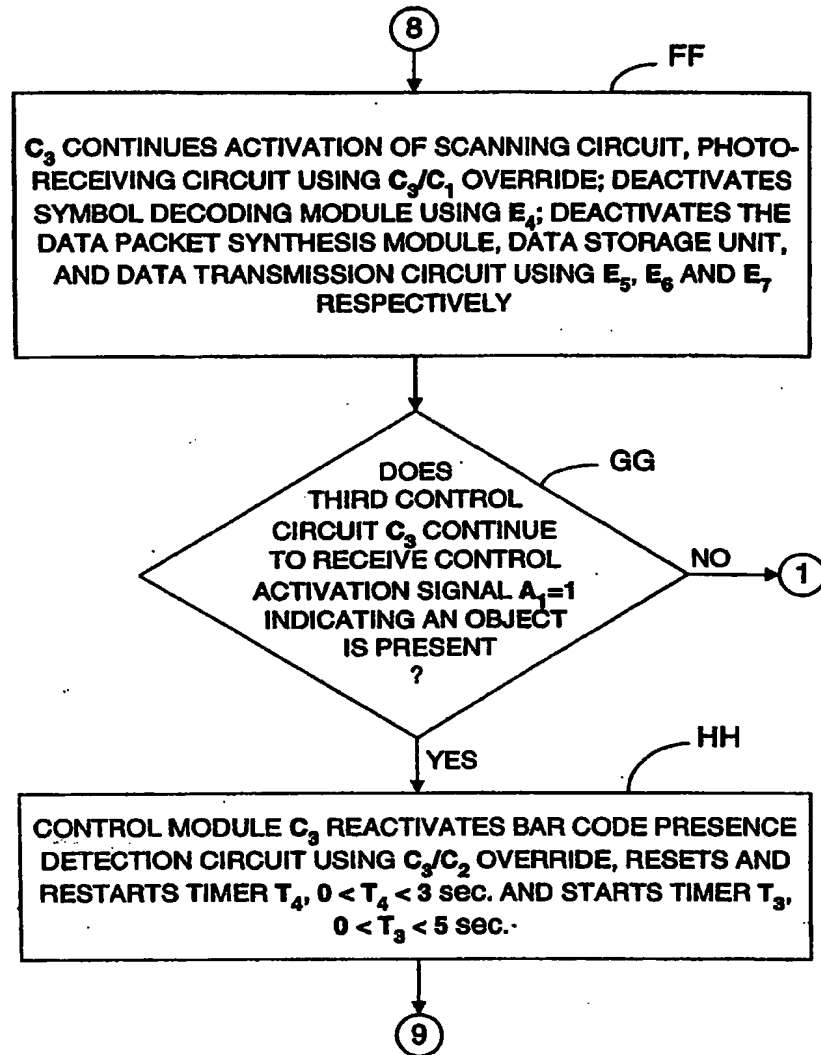 8
FF
C3 CONTINUES ACTIVATION OF SCANNING CIRCUIT, PHOTO-
RECEIVING CIRCUIT USING C3/C1 OVERRIDE; DEACTIVATES
SYMBOL DECODING MODULE USING E4; DEACTIVATES THE
DATA PACKET SYNTHESIS MODULE, DATA STORAGE UNIT,
AND DATA TRANSMISSION CIRCUIT USING E5, E6 AND E7
RESPECTIVELY
GG
DOES
THIRD CONTROL
CIRCUIT C3 CONTINUE
TO RECEIVE CONTROL
ACTIVATION SIGNAL A1=1
INDICATING AN OBJECT
IS PRESENT
?
NO
1
YES
HH
CONTROL MODULE C3 REACTIVATES BAR CODE PRESENCE
DETECTION CIRCUIT USING C3/C2 OVERRIDE, RESETS AND
RESTARTS TIMER T4, 0 < T4 < 3 sec. AND STARTS TIMER T3,
0 < T3 < 5 sec.
9